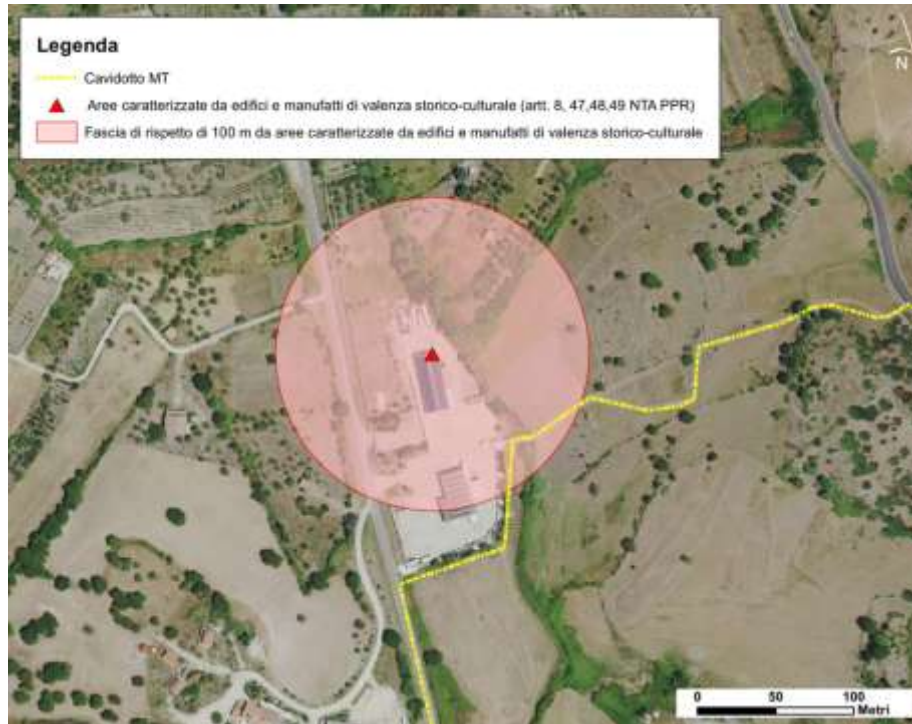 Legenda
Cavidotto MT
Aree caratterizzate da edifici e manufatti di valenza storico-culturale (artt. 8, 47,48,49 NTA PPR)
Fascia di rispetto di 100 m da aree caratterizzate da edifici e manufatti di valenza storico-culturale
N
0 50 100
Metri